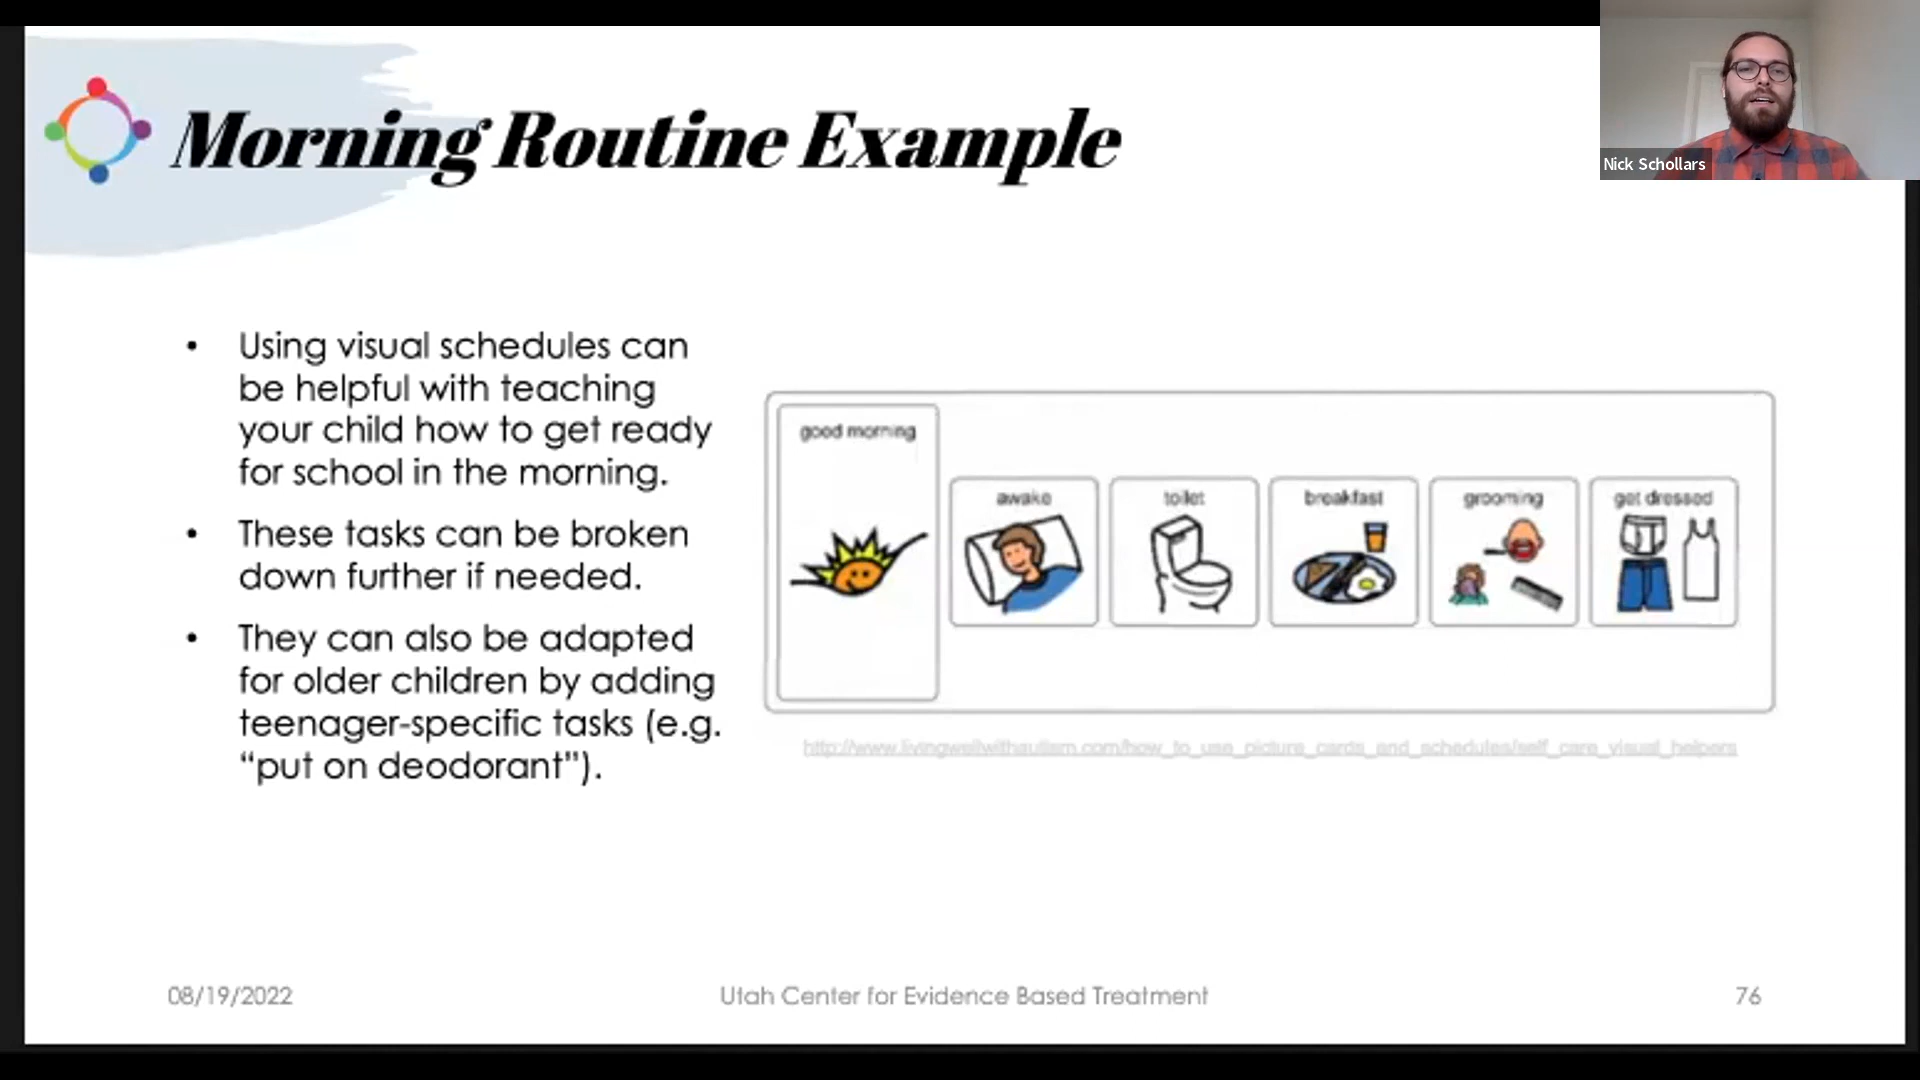 Morning Routine Example
Nick Schollars
• Using visual schedules can
be helpful with teaching
your child how to get ready
for school in the morning.
• These tasks can be broken
down further if needed.
• They can also be adapted
for older children by adding
teenager-specific tasks (e.g.
“put on deodorant”).
good morning
awake
toilet
breakfast
grooming
get dressed
http://www.livingwellwithautism.com/how_to_use_picture_cards_and_schedules/self_care_visual_helpers
08/19/2022
Utah Center for Evidence Based Treatment
76